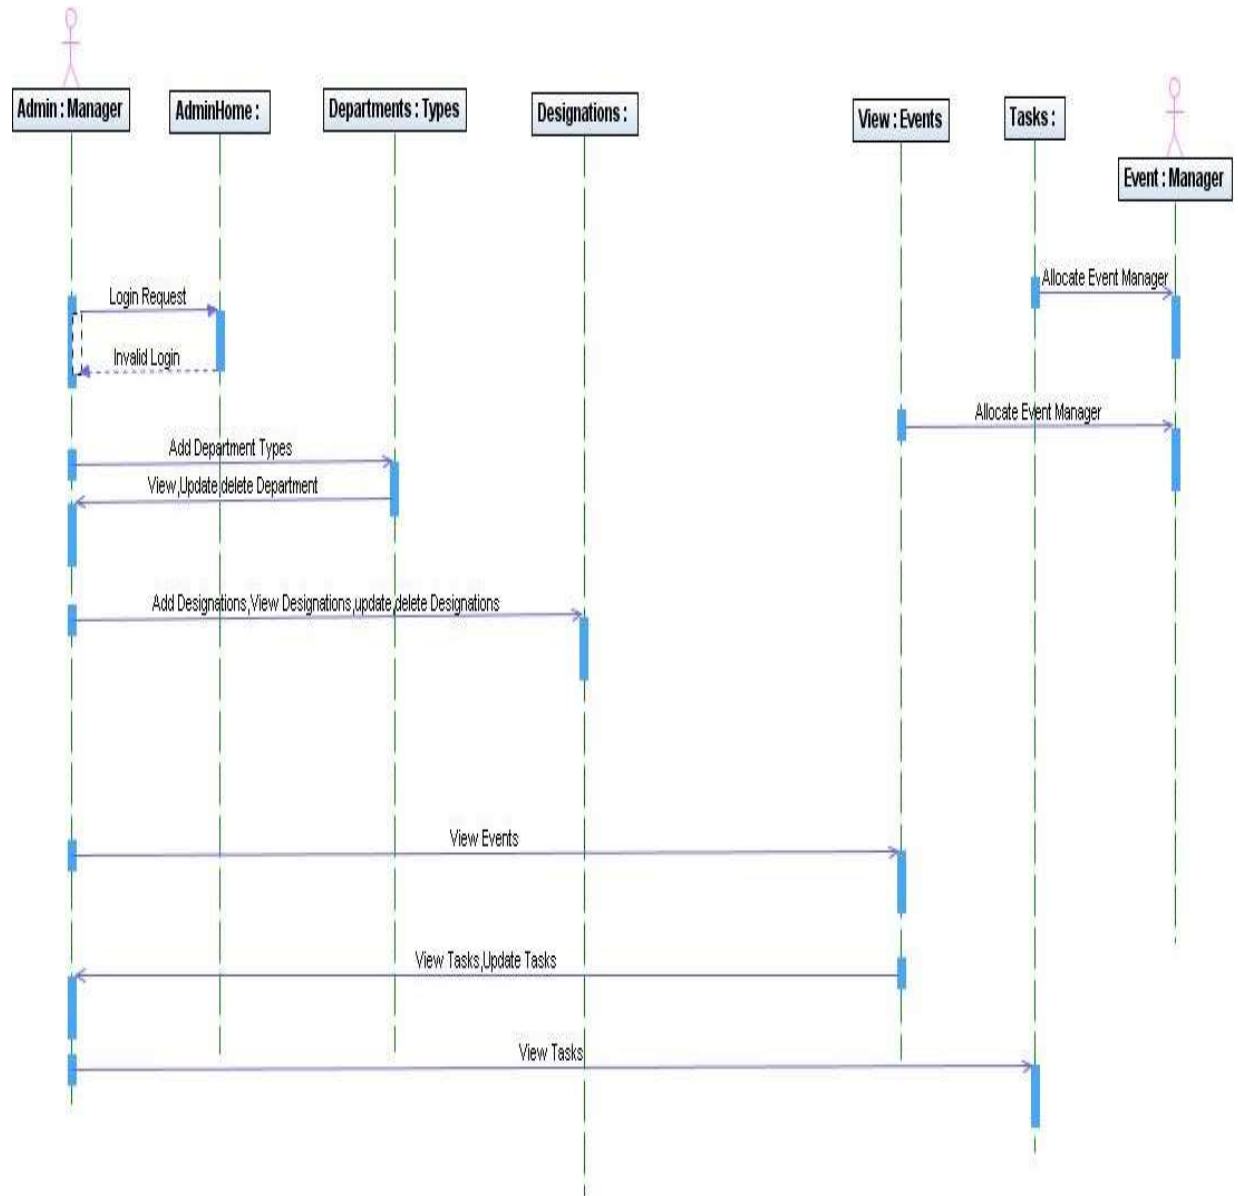 Admin : Manager
AdminHome :
Departments : Types
Designations :
View : Events
Tasks :
Event : Manager
Allocate Event Manager
Login Request
Invalid Login
Allocate Event Manager
Add Department Types
View,Update,delete Department
Add Designations,View Designations,update,delete Designations
View Events
View Tasks,Update Tasks
View Tasks